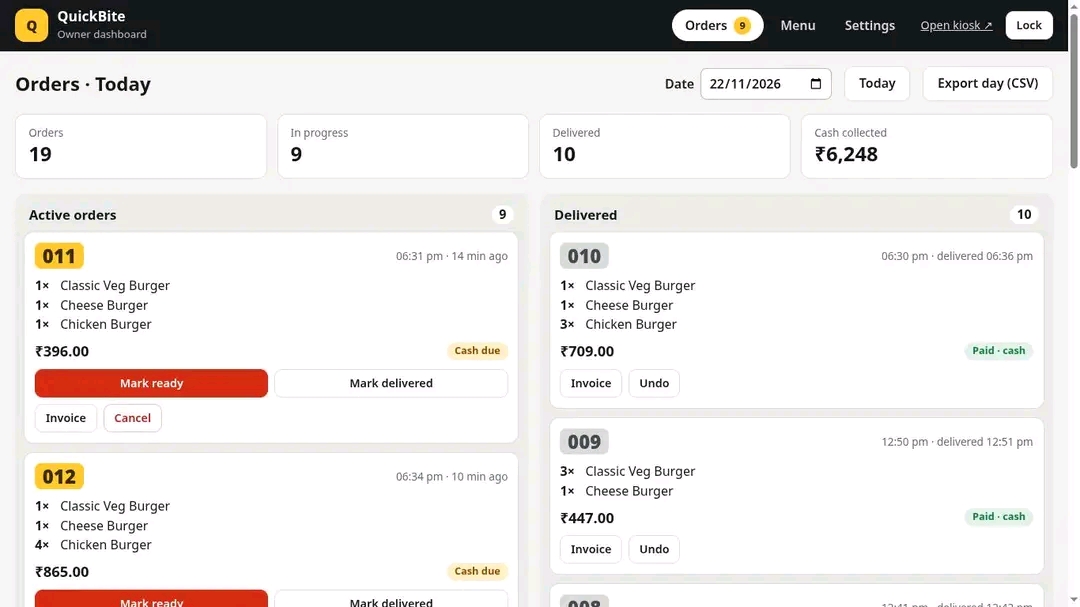 Q
QuickBite
Owner dashboard
Orders 9
Menu
Settings
Open kiosk ↗
Lock
Orders · Today
Date
22/11/2026
Today
Export day (CSV)
Orders
19
In progress
9
Delivered
10
Cash collected
₹6,248
Active orders
9
011
06:31 pm · 14 min ago
1× Classic Veg Burger
1× Cheese Burger
1× Chicken Burger
₹396.00
Cash due
Mark ready
Mark delivered
Invoice
Cancel
012
06:34 pm · 10 min ago
1× Classic Veg Burger
1× Cheese Burger
4× Chicken Burger
₹865.00
Cash due
Mark ready
Mark delivered
Delivered
10
010
06:30 pm · delivered 06:36 pm
1× Classic Veg Burger
1× Cheese Burger
3× Chicken Burger
₹709.00
Paid · cash
Invoice
Undo
009
12:50 pm · delivered 12:51 pm
3× Classic Veg Burger
1× Cheese Burger
₹447.00
Paid · cash
Invoice
Undo